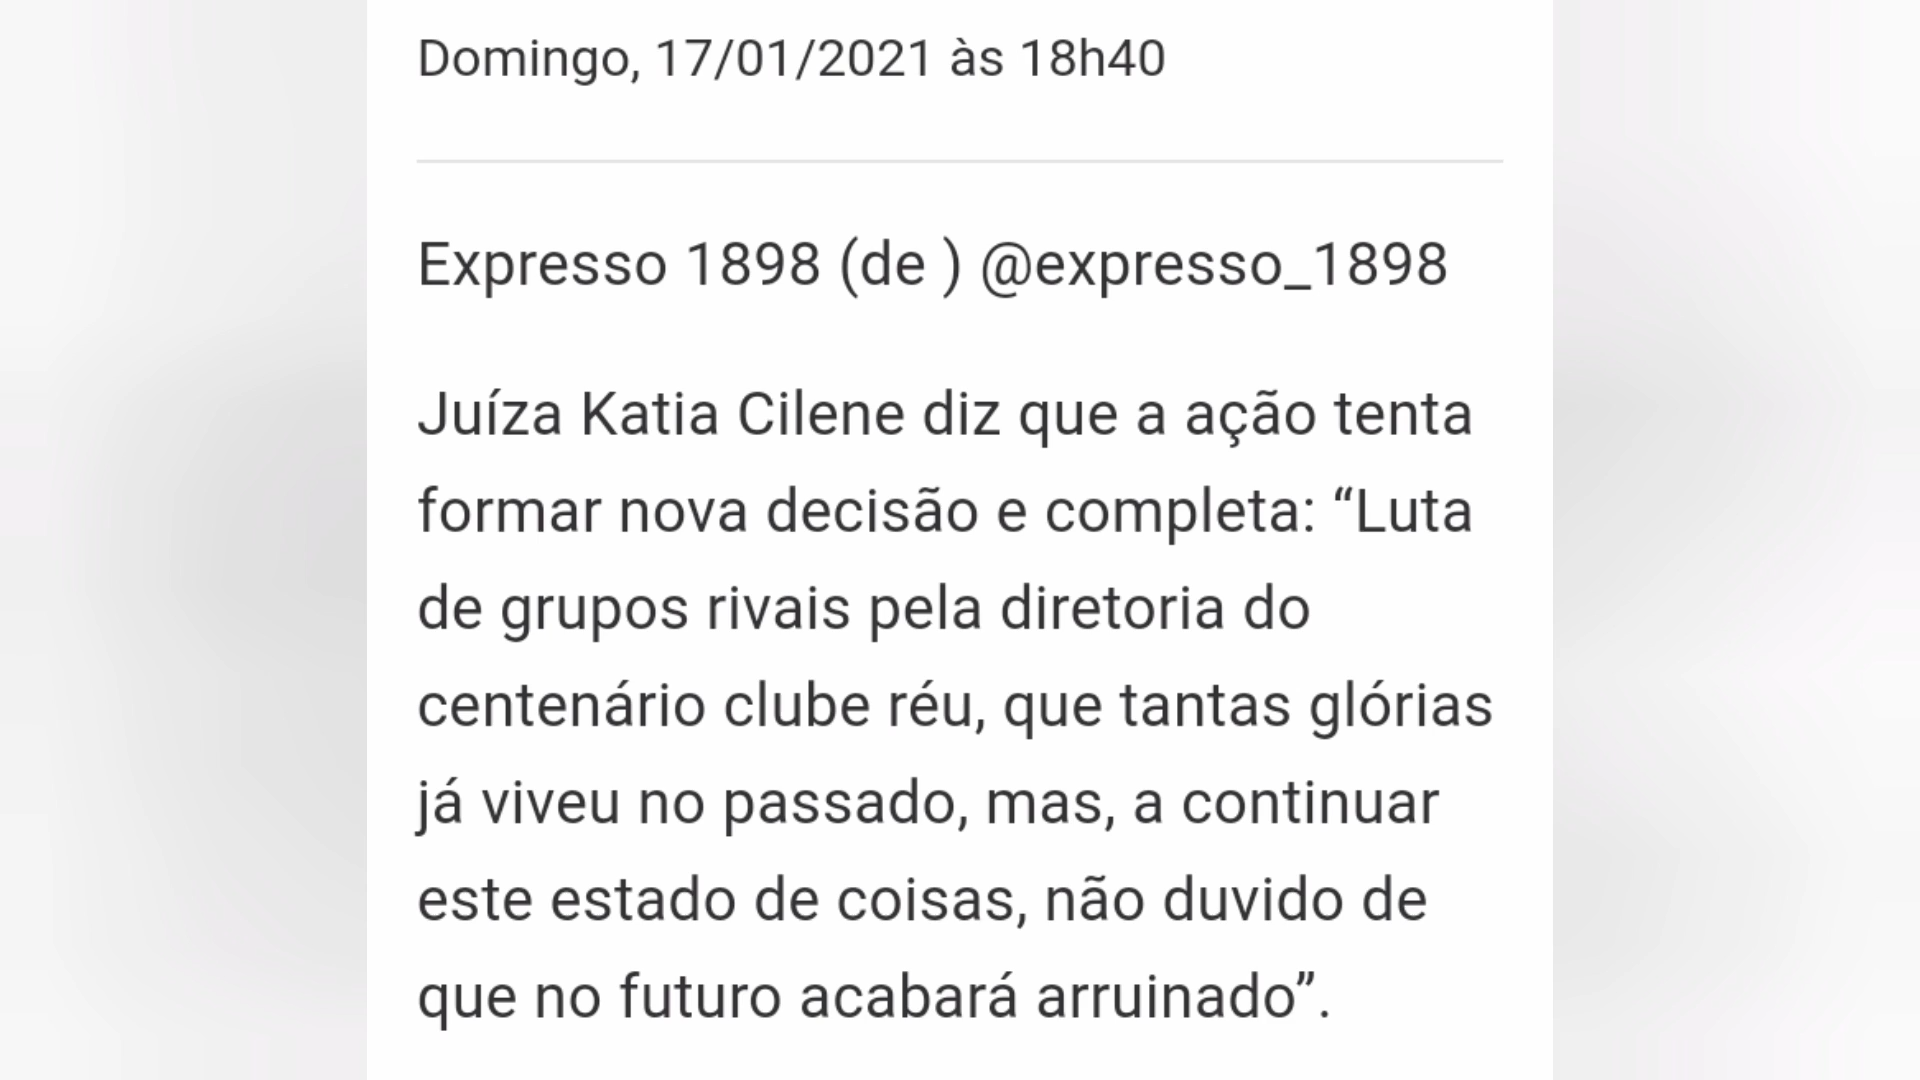 Domingo, 17/01/2021 às 18h40
Expresso 1898 (de ) @expresso_1898
Juíza Katia Cilene diz que a ação tenta
formar nova decisão e completa: “Luta
de grupos rivais pela diretoria do
centenário clube réu, que tantas glórias
já viveu no passado, mas, a continuar
este estado de coisas, não duvido de
que no futuro acabará arruinado”.